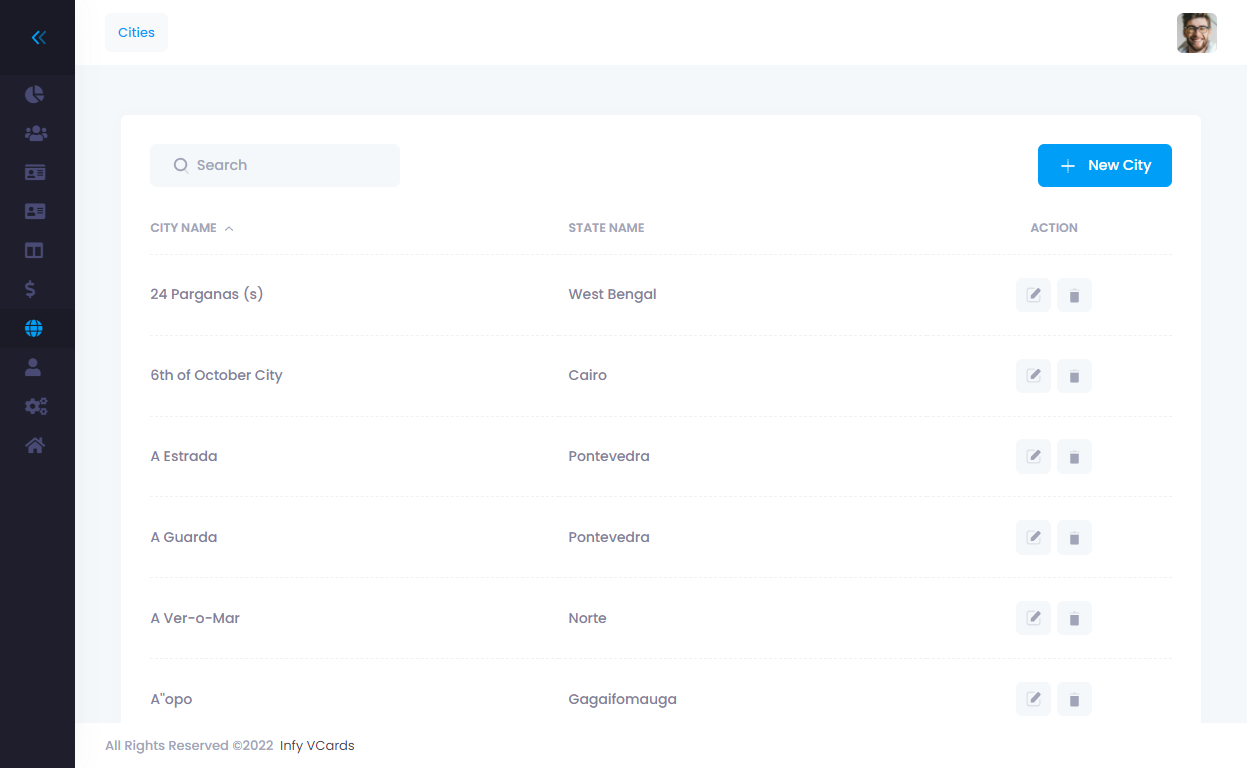 Cities
Search
New City
CITY NAME STATE NAME ACTION
24 Parganas (s) West Bengal
6th of October City Cairo
A Estrada Pontevedra
A Guarda Pontevedra
A Ver-o-Mar Norte
A"opo Gagaifomauga
All Rights Reserved ©2022 Infy VCards